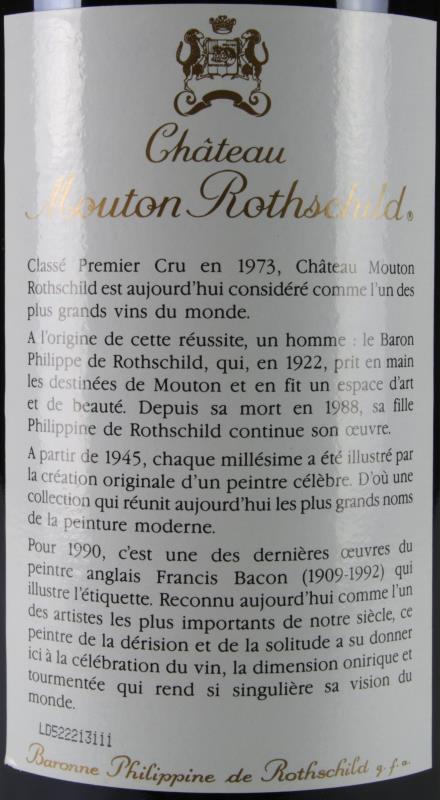 Château
Mouton Rothschild®
Classé Premier Cru en 1973, Château Mouton
Rothschild est aujourd'hui considéré comme l'un des
plus grands vins du monde.
A l'origine de cette réussite, un homme : le Baron
Philippe de Rothschild, qui, en 1922, prit en main
les destinées de Mouton et en fit un espace d'art
et de beauté. Depuis sa mort en 1988, sa fille
Philippine de Rothschild continue son œuvre.
A partir de 1945, chaque millésime a été illustré par
la création originale d'un peintre célèbre. D'où une
collection qui réunit aujourd'hui les plus grands noms
de la peinture moderne.
Pour 1990, c'est une des dernières œuvres du
peintre anglais Francis Bacon (1909-1992) qui
illustre l'étiquette. Reconnu aujourd'hui comme l'un
des artistes les plus importants de notre siècle, ce
peintre de la dérision et de la solitude a su donner
ici à la célébration du vin, la dimension onirique et
tourmentée qui rend si singulière sa vision du
monde.
LD522213111
Baronne Philippine de Rothschild g.f.a.